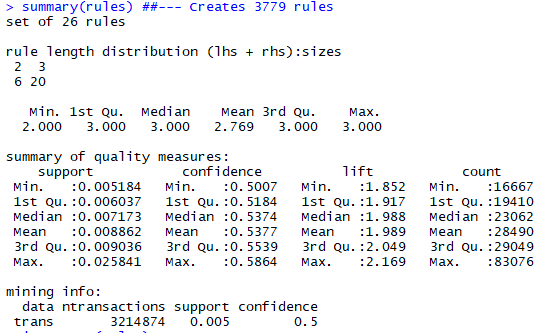 > summary(rules) ##--- Creates 3779 rules
set of 26 rules
rule length distribution (lhs + rhs):sizes
2 3
6 20
Min. 1st Qu. Median Mean 3rd Qu. Max.
2.000 3.000 3.000 2.769 3.000 3.000
summary of quality measures:
support confidence lift count
Min. :0.005184 Min. :0.5007 Min. :1.852 Min. :16667
1st Qu.:0.006037 1st Qu.:0.5184 1st Qu.:1.917 1st Qu.:19410
Median :0.007173 Median :0.5374 Median :1.988 Median :23062
Mean :0.008862 Mean :0.5377 Mean :1.989 Mean :28490
3rd Qu.:0.009036 3rd Qu.:0.5539 3rd Qu.:2.049 3rd Qu.:29049
Max. :0.025841 Max. :0.5864 Max. :2.169 Max. :83076
mining info:
data ntransactions support confidence
trans 3214874 0.005 0.5